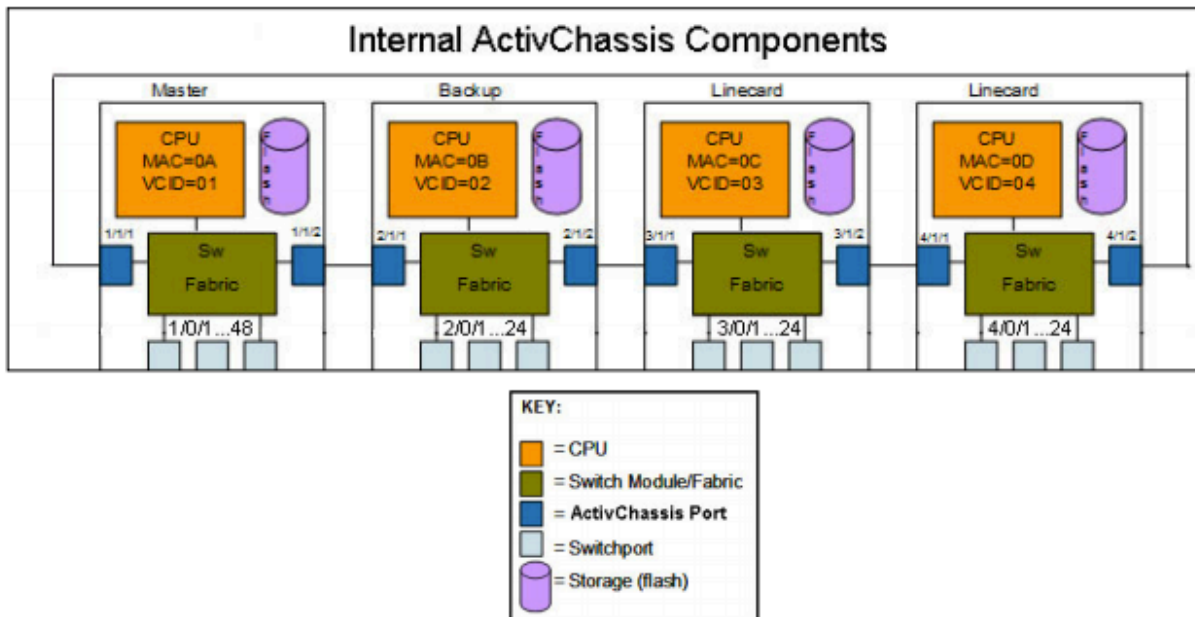 Internal ActivChassis Components
Master
Backup
Linecard
Linecard
CPU
MAC=0A
VCID=01
Flash
CPU
MAC=0B
VCID=02
Flash
CPU
MAC=0C
VCID=03
Flash
CPU
MAC=0D
VCID=04
Flash
1/1/1
Sw
Fabric
1/1/2
2/1/1
Sw
Fabric
2/1/2
3/1/1
Sw
Fabric
3/1/2
4/1/1
Sw
Fabric
4/1/2
1/0/1 ...48
2/0/1 ...24
3/0/1 ...24
4/0/1 ...24
KEY:
= CPU
= Switch Module/Fabric
= ActivChassis Port
= Switchport
= Storage (flash)